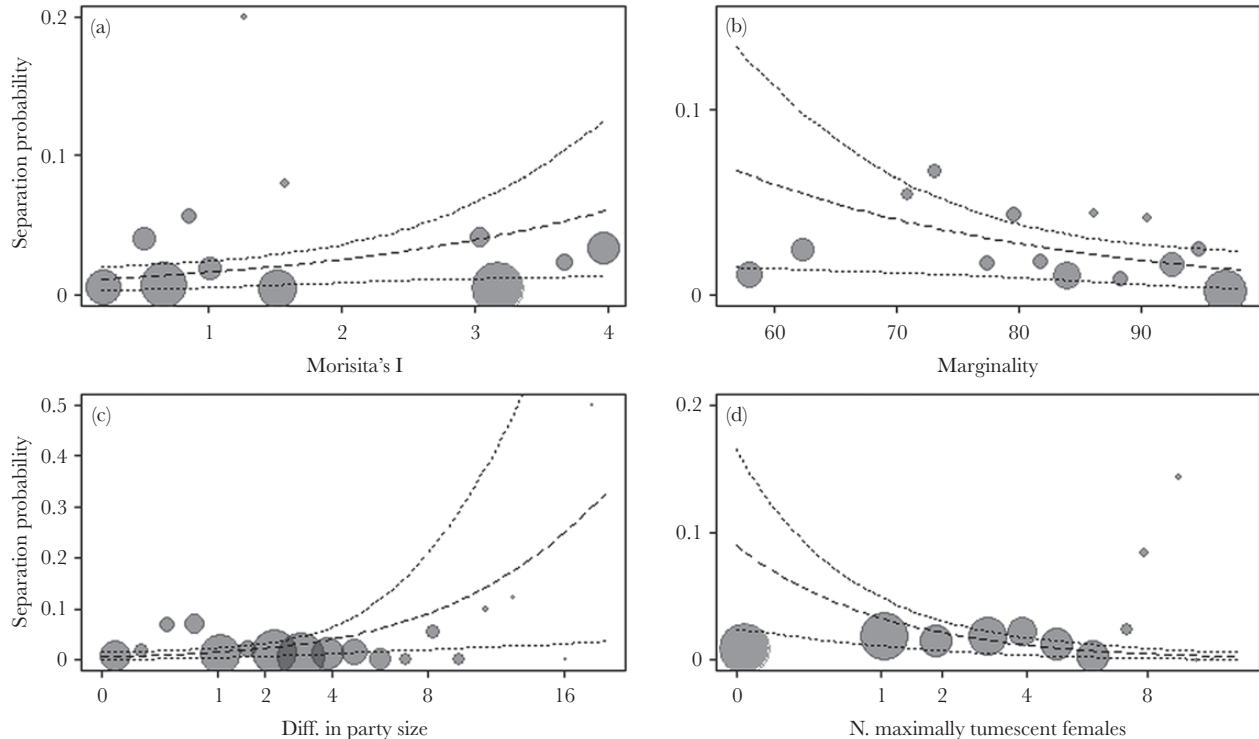 (a)
0.2
0.1
0
Separation probability
1 2 3 4
Morisita's I
(b)
0.1
0
60 70 80 90
Marginality
(c)
0.5
0.4
0.3
0.2
0.1
0
Separation probability
0 1 2 4 8 16
Diff. in party size
(d)
0.2
0.1
0
0 1 2 4 8
N. maximally tumescent females